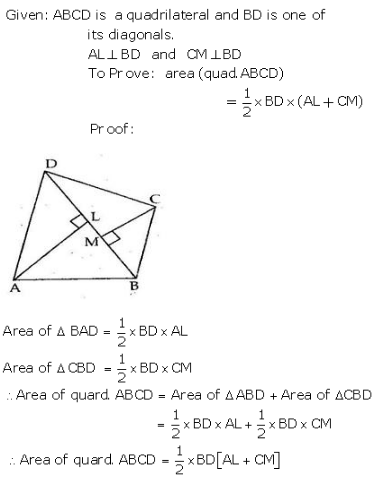 Given: ABCD is a quadrilateral and BD is one of
its diagonals.
AL⊥BD and CM⊥BD
To Prove: area (quad.ABCD)
= 1/2 × BD × (AL + CM)
Proof:
D
C
L
M
A
B
Area of Δ BAD = 1/2 × BD × AL
Area of Δ CBD = 1/2 × BD × CM
∴ Area of quard. ABCD = Area of ΔABD + Area of ΔCBD
= 1/2 × BD × AL + 1/2 × BD × CM
∴ Area of quard. ABCD = 1/2 × BD[AL + CM]